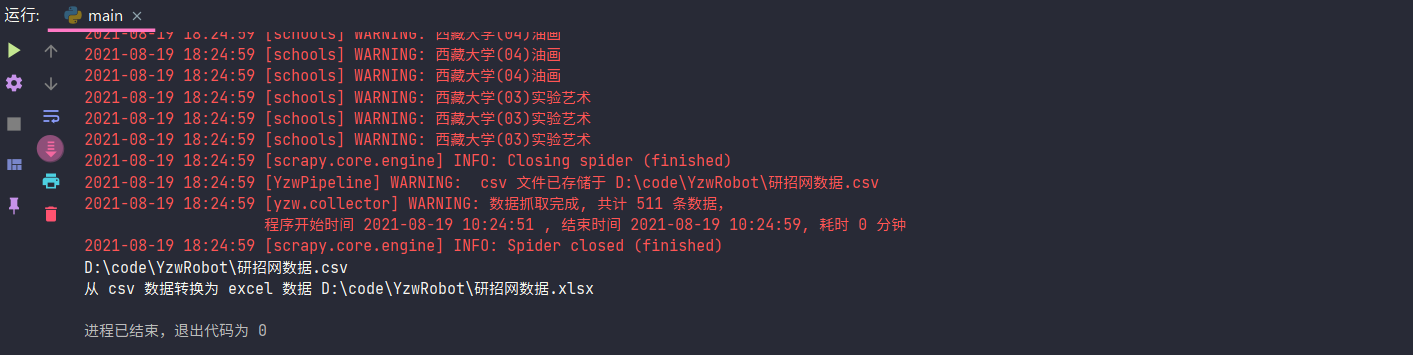 运行: main ×
2021-08-19 18:24:59 [schools] WARNING: 西藏大学(04)油画
2021-08-19 18:24:59 [schools] WARNING: 西藏大学(04)油画
2021-08-19 18:24:59 [schools] WARNING: 西藏大学(04)油画
2021-08-19 18:24:59 [schools] WARNING: 西藏大学(03)实验艺术
2021-08-19 18:24:59 [schools] WARNING: 西藏大学(03)实验艺术
2021-08-19 18:24:59 [schools] WARNING: 西藏大学(03)实验艺术
2021-08-19 18:24:59 [scrapy.core.engine] INFO: Closing spider (finished)
2021-08-19 18:24:59 [YzwPipeline] WARNING:  csv 文件已存储于 D:\code\YzwRobot\研招网数据.csv
2021-08-19 18:24:59 [yzw.collector] WARNING: 数据抓取完成, 共计 511 条数据,
程序开始时间 2021-08-19 10:24:51 , 结束时间 2021-08-19 10:24:59, 耗时 0 分钟
2021-08-19 18:24:59 [scrapy.core.engine] INFO: Spider closed (finished)
D:\code\YzwRobot\研招网数据.csv
从 csv 数据转换为 excel 数据 D:\code\YzwRobot\研招网数据.xlsx
进程已结束，退出代码为 0